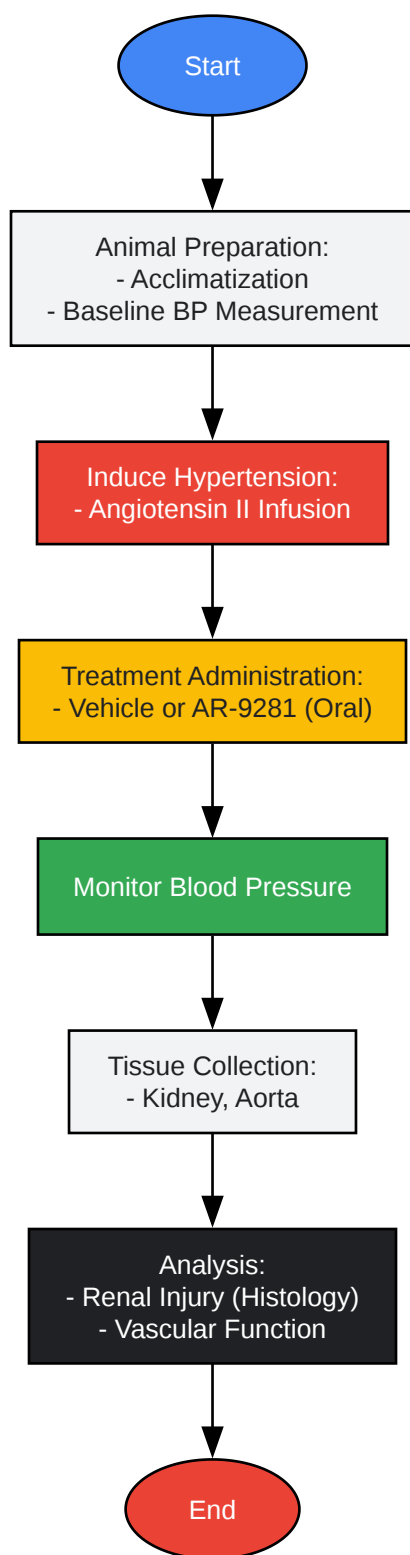 Start
Animal Preparation:
- Acclimatization
- Baseline BP Measurement
Induce Hypertension:
- Angiotensin II Infusion
Treatment Administration:
- Vehicle or AR-9281 (Oral)
Monitor Blood Pressure
Tissue Collection:
- Kidney, Aorta
Analysis:
- Renal Injury (Histology)
- Vascular Function
End